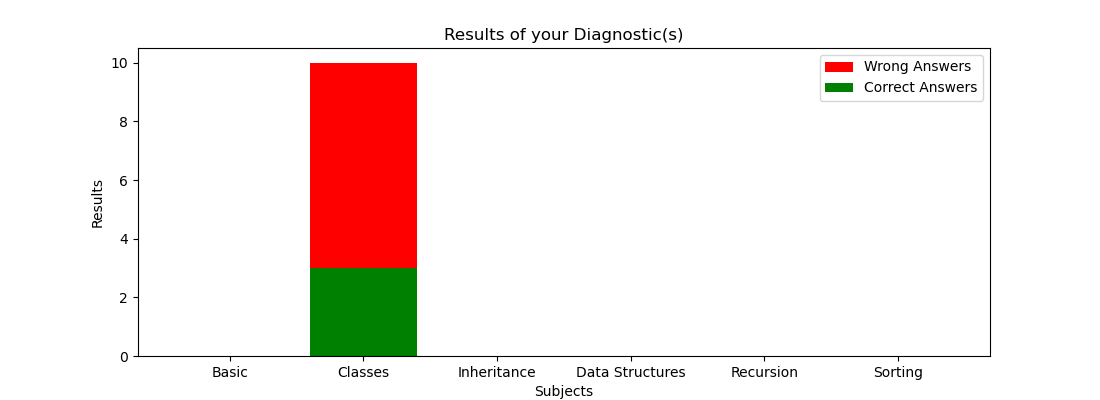 Results of your Diagnostic(s)
Wrong Answers
Correct Answers
Results
10
8
6
4
2
0
Basic Classes Inheritance Data Structures Recursion Sorting
Subjects